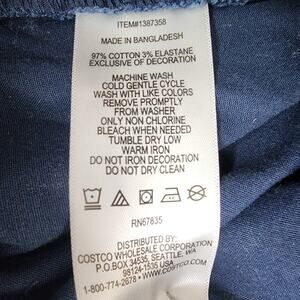 ITEM#1387358
MADE IN BANGLADESH
97% COTTON 3% ELASTANE
EXCLUSIVE OF DECORATION
MACHINE WASH
COLD GENTLE CYCLE
WASH WITH LIKE COLORS
REMOVE PROMPTLY
FROM WASHER
ONLY NON CHLORINE
BLEACH WHEN NEEDED
TUMBLE DRY LOW
WARM IRON
DO NOT IRON DECORATION
DO NOT DRY CLEAN
RN67835
DISTRIBUTED BY:
COSTCO WHOLESALE CORPORATION
P.O.BOX 34535, SEATTLE, WA
98124-1535 USA
1-800-774-2678 • WWW.COSTCO.COM